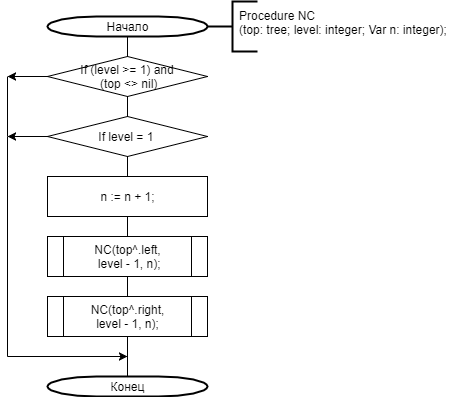 Начало
Procedure NC
(top: tree; level: integer; Var n: integer);
If (level >= 1) and
(top <> nil)
If level = 1
n := n + 1;
NC(top^.left,
level - 1, n);
NC(top^.right,
level - 1, n);
Конец